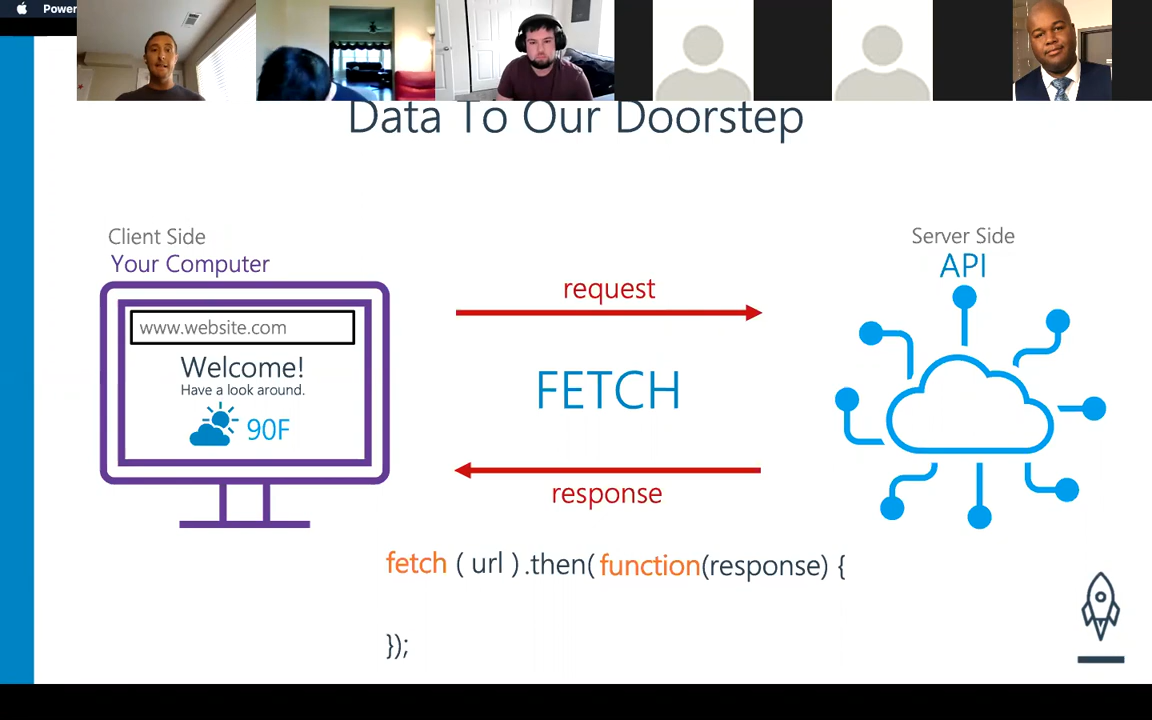 Power
Data To Our Doorstep
Client Side
Your Computer
www.website.com
Welcome!
Have a look around.
90F
request
FETCH
response
Server Side
API
fetch ( url ).then( function(response) {
});